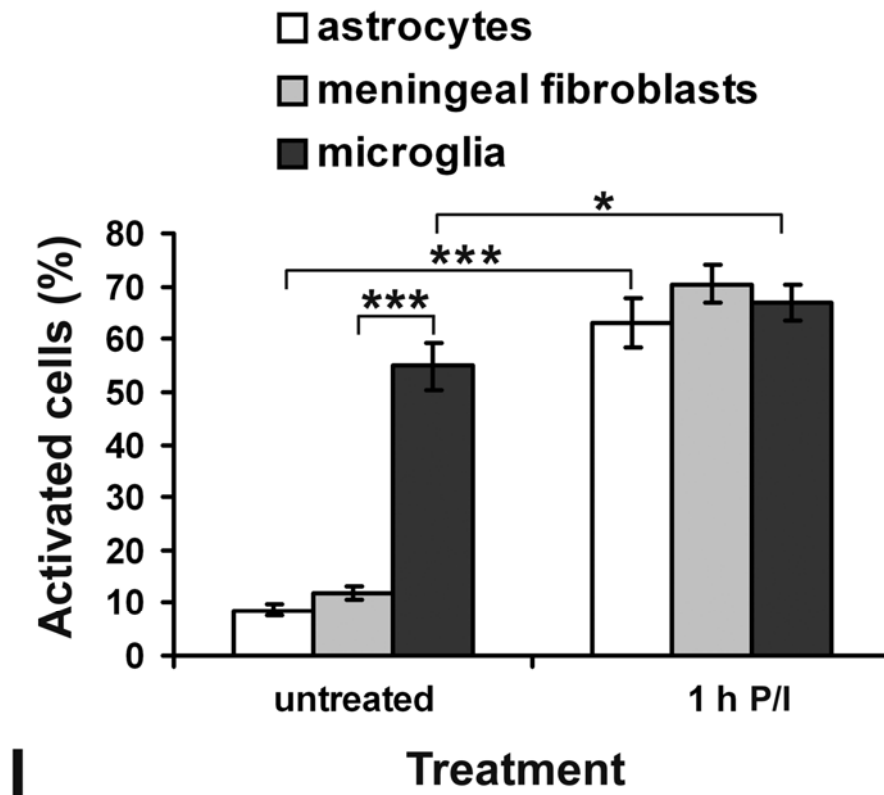 astrocytes
meningeal fibroblasts
microglia
Activated cells (%)
80
70
60
50
40
30
20
10
0
*
***
***
untreated
1 h P/I
Treatment
I